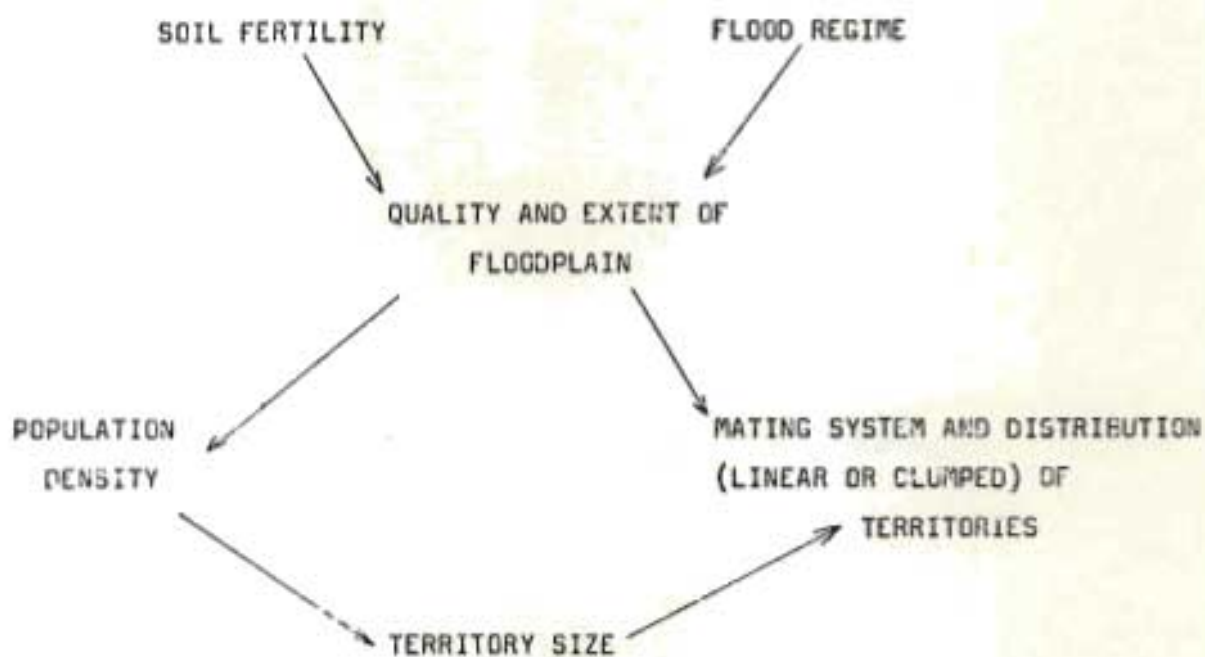 SOIL FERTILITY
FLOOD REGIME
QUALITY AND EXTENT OF
FLOODPLAIN
POPULATION
DENSITY
MATING SYSTEM AND DISTRIBUTION
(LINEAR OR CLUMPED) OF
TERRITORIES
TERRITORY SIZE